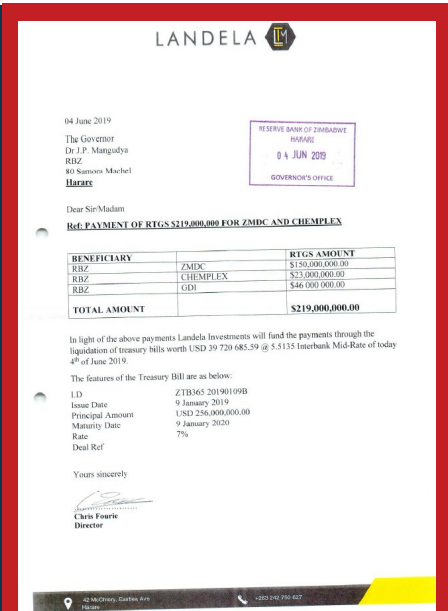 LANDELA
04 June 2019
RESERVE BANK OF ZIMBABWE
HARARE
04 JUN 2019
GOVERNOR'S OFFICE
The Governor
Dr J.P. Mangudya
RBZ
80 Samora Machel
Harare
Dear Sir/Madam
Ref: PAYMENT OF RTGS $219,000,000 FOR ZMDC AND CHEMPLEX
BENEFICIARY RTGS AMOUNT
RBZ ZMDC $150,000,000.00
RBZ CHEMPLEX $23,000,000.00
RBZ GDI $46 000 000.00
TOTAL AMOUNT $219,000,000.00
In light of the above payments Landela Investments will fund the payments through the
liquidation of treasury bills worth USD 39 720 685.59 @ 5.5135 Interbank Mid-Rate of today
4th of June 2019.
The features of the Treasury Bill are as below:
I.D ZTB365 20190109B
Issue Date 9 January 2019
Principal Amount USD 256,000,000.00
Maturity Date 9 January 2020
Rate 7%
Deal Ref
Yours sincerely
Chris Fourie
Director
42 McChlery, Eastlea Ave
Harare
+263 242 750 827